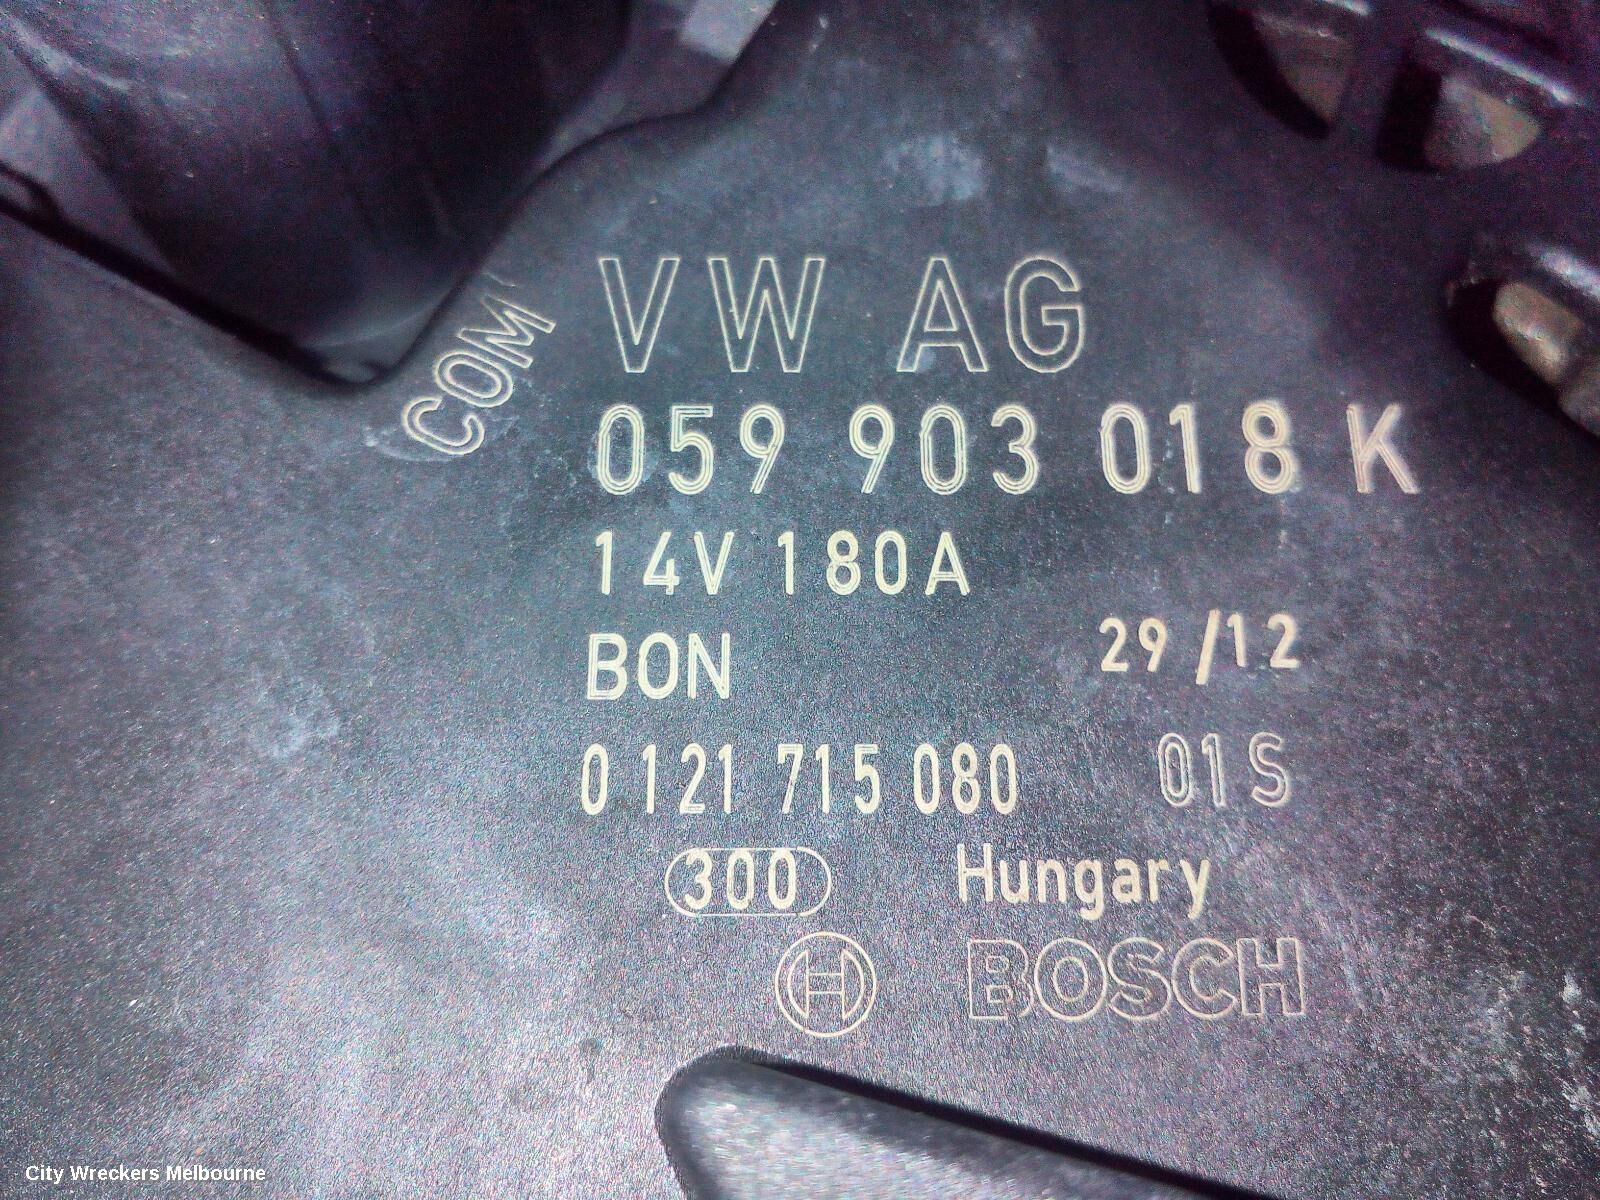 COM
VW AG
059 903 018 K
14V 180A
BON 29/12
0 121 715 080 01S
300 Hungary
BOSCH
City Wreckers Melbourne